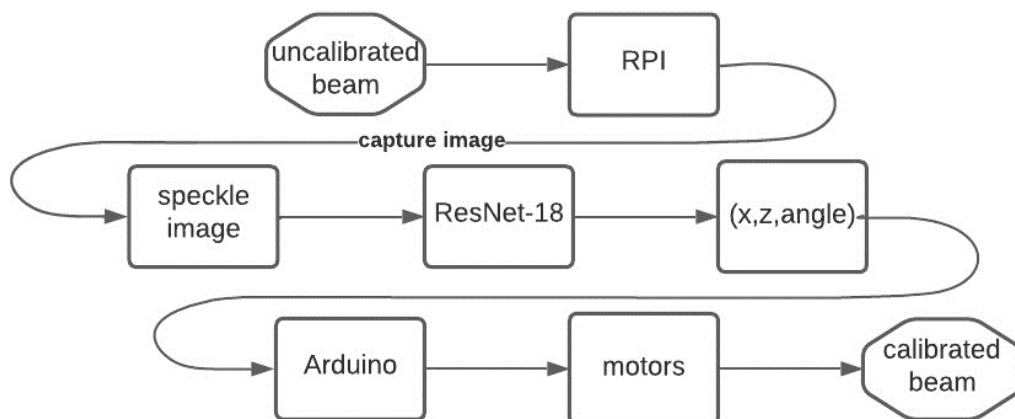 uncalibrated
beam
RPI
capture image
speckle
image
ResNet-18
(x,z,angle)
Arduino
motors
calibrated
beam